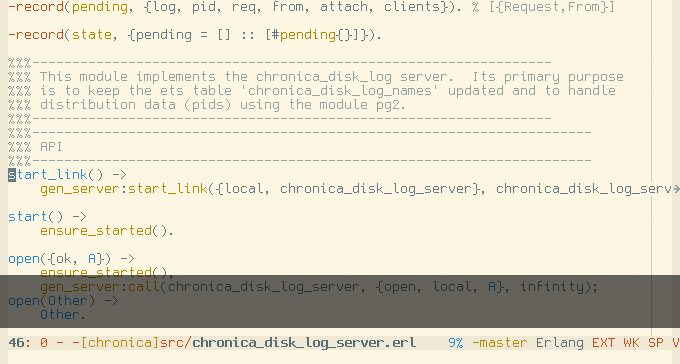 -record(pending, {log, pid, req, from, attach, clients}). % [{Request,From}]
-record(state, {pending = [] :: [#pending{}]}).
%%%----------------------------------------------------------------
%%% This module implements the chronica_disk_log server.  Its primary purpose
%%% is to keep the ets table 'chronica_disk_log_names' updated and to handle
%%% distribution data (pids) using the module pg2.
%%%----------------------------------------------------------------
%%%---------------------------------------------------------------------
%%% API
%%%---------------------------------------------------------------------
start_link() ->
    gen_server:start_link({local, chronica_disk_log_server}, chronica_disk_log_serv
start() ->
    ensure_started().
open({ok, A}) ->
    ensure_started(),
    gen_server:call(chronica_disk_log_server, {open, local, A}, infinity);
open(Other) ->
    Other.
46: 0 - -[chronica]src/chronica_disk_log_server.erl    9% -master Erlang EXT WK SP V